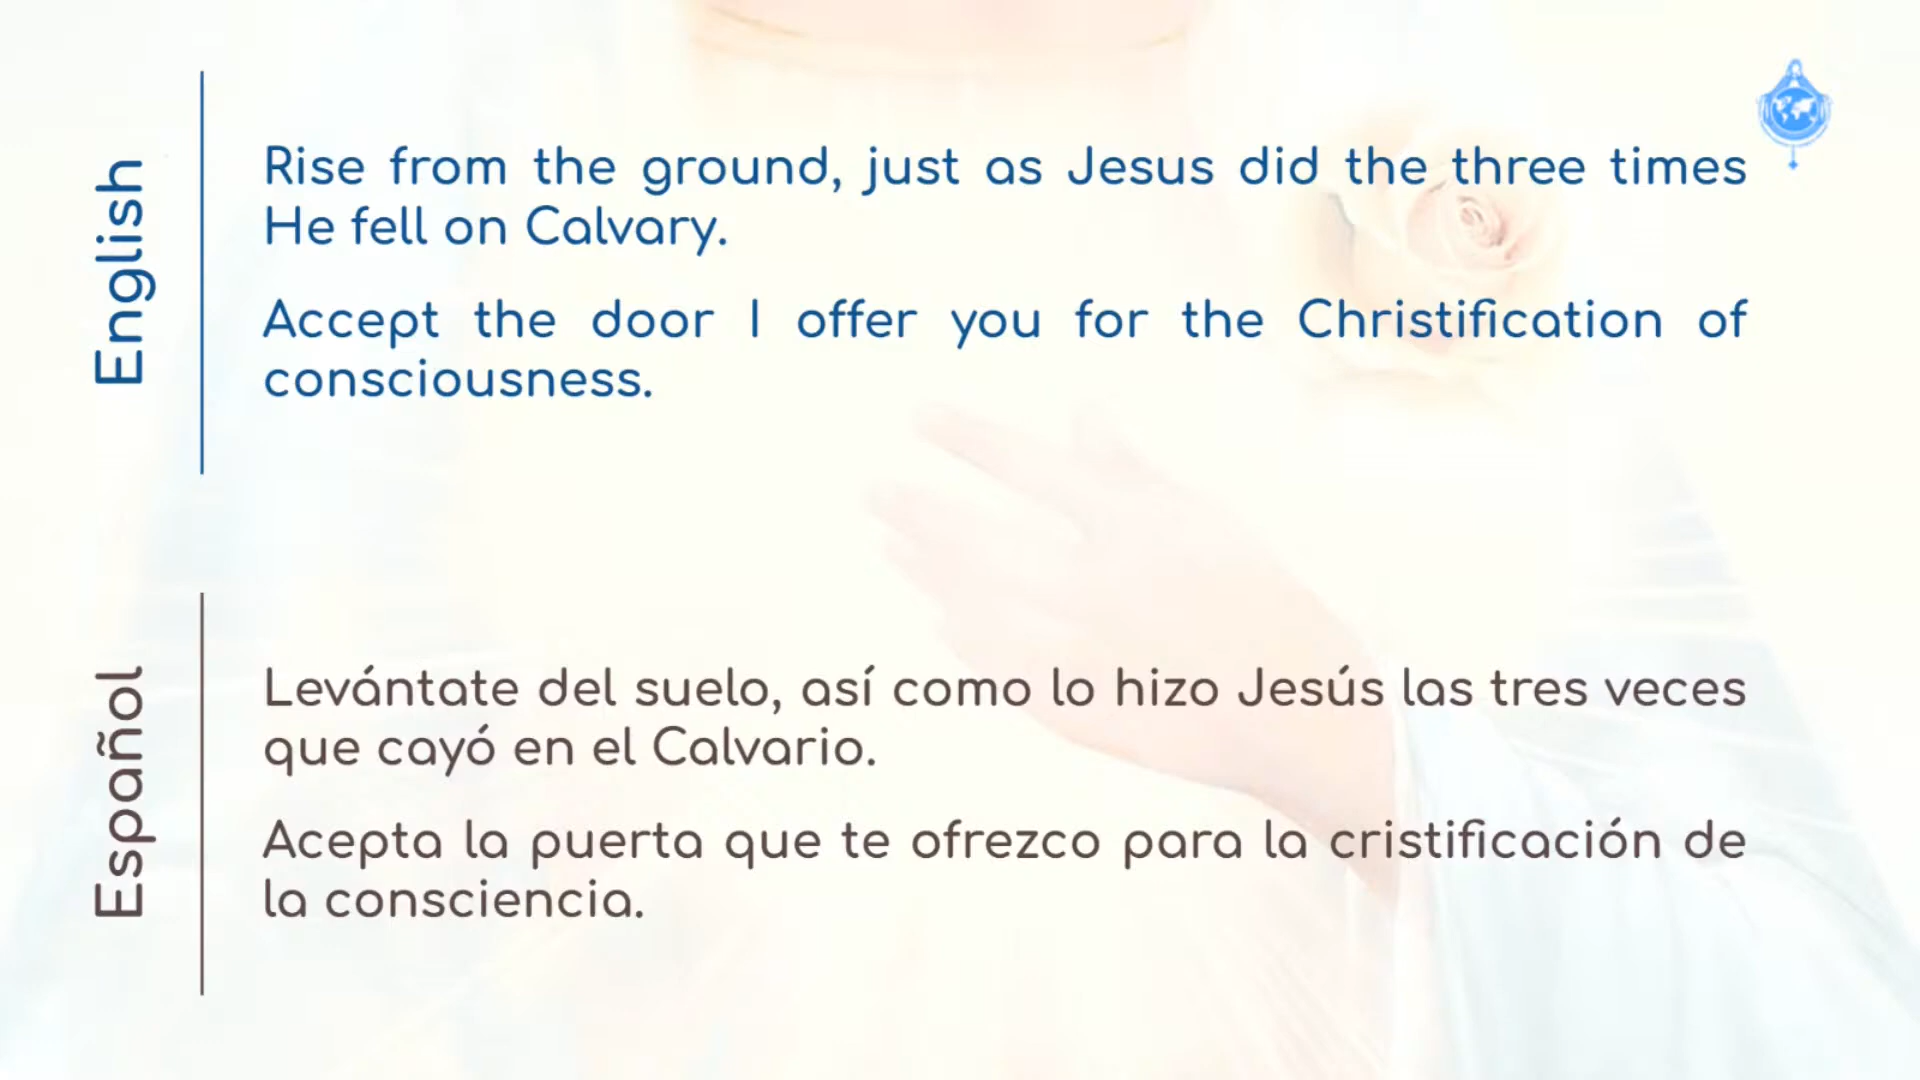 English
Rise from the ground, just as Jesus did the three times
He fell on Calvary.
Accept the door I offer you for the Christification of
consciousness.
Español
Levántate del suelo, así como lo hizo Jesús las tres veces
que cayó en el Calvario.
Acepta la puerta que te ofrezco para la cristificación de
la consciencia.